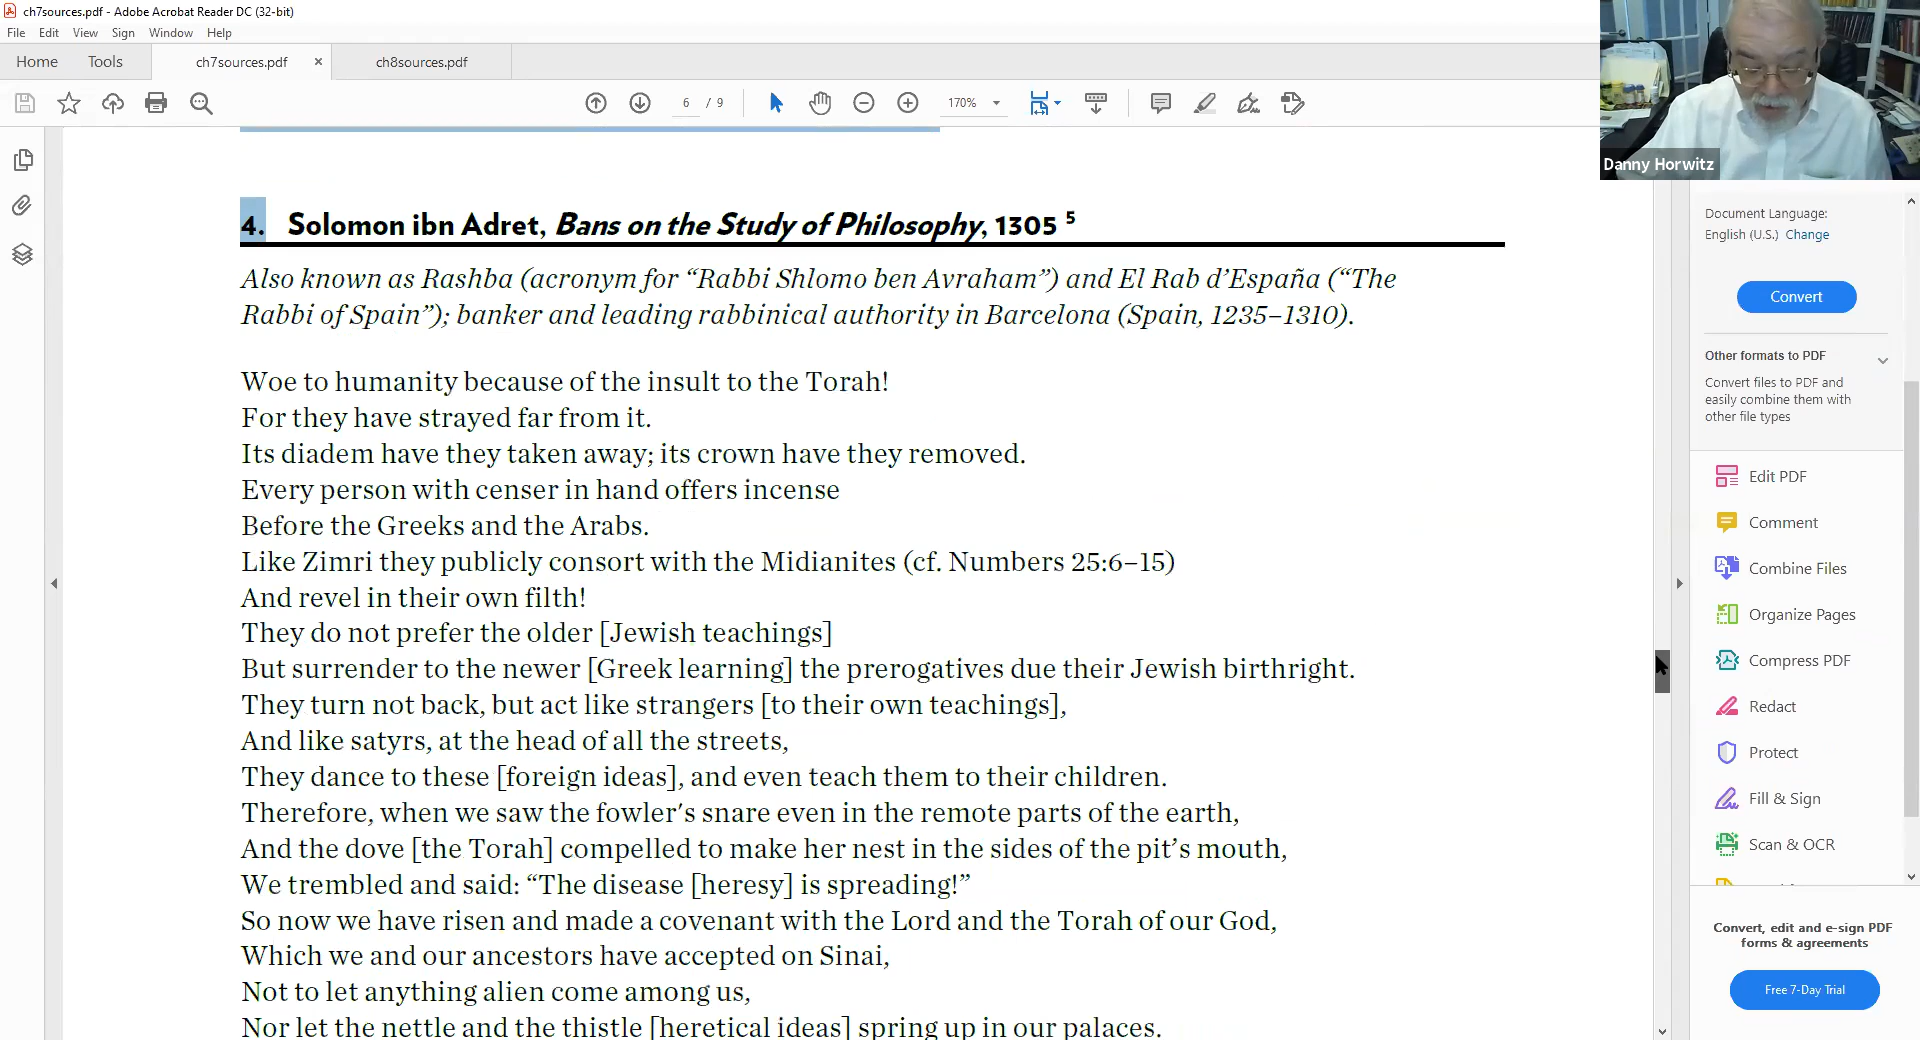 ch7sources.pdf - Adobe Acrobat Reader DC (32-bit)
File Edit View Sign Window Help
Home Tools ch7sources.pdf × ch8sources.pdf
6 / 9 170%
Danny Horwitz
4. Solomon ibn Adret, Bans on the Study of Philosophy, 1305 5
Also known as Rashba (acronym for “Rabbi Shlomo ben Avraham”) and El Rab d’España (“The
Rabbi of Spain”); banker and leading rabbinical authority in Barcelona (Spain, 1235–1310).
Woe to humanity because of the insult to the Torah!
For they have strayed far from it.
Its diadem have they taken away; its crown have they removed.
Every person with censer in hand offers incense
Before the Greeks and the Arabs.
Like Zimri they publicly consort with the Midianites (cf. Numbers 25:6–15)
And revel in their own filth!
They do not prefer the older [Jewish teachings]
But surrender to the newer [Greek learning] the prerogatives due their Jewish birthright.
They turn not back, but act like strangers [to their own teachings],
And like satyrs, at the head of all the streets,
They dance to these [foreign ideas], and even teach them to their children.
Therefore, when we saw the fowler's snare even in the remote parts of the earth,
And the dove [the Torah] compelled to make her nest in the sides of the pit’s mouth,
We trembled and said: “The disease [heresy] is spreading!”
So now we have risen and made a covenant with the Lord and the Torah of our God,
Which we and our ancestors have accepted on Sinai,
Not to let anything alien come among us,
Nor let the nettle and the thistle [heretical ideas] spring up in our palaces.
Document Language:
English (U.S.) Change
Convert
Other formats to PDF
Convert files to PDF and
easily combine them with
other file types
Edit PDF
Comment
Combine Files
Organize Pages
Compress PDF
Redact
Protect
Fill & Sign
Scan & OCR
Convert, edit and e-sign PDF
forms & agreements
Free 7-Day Trial